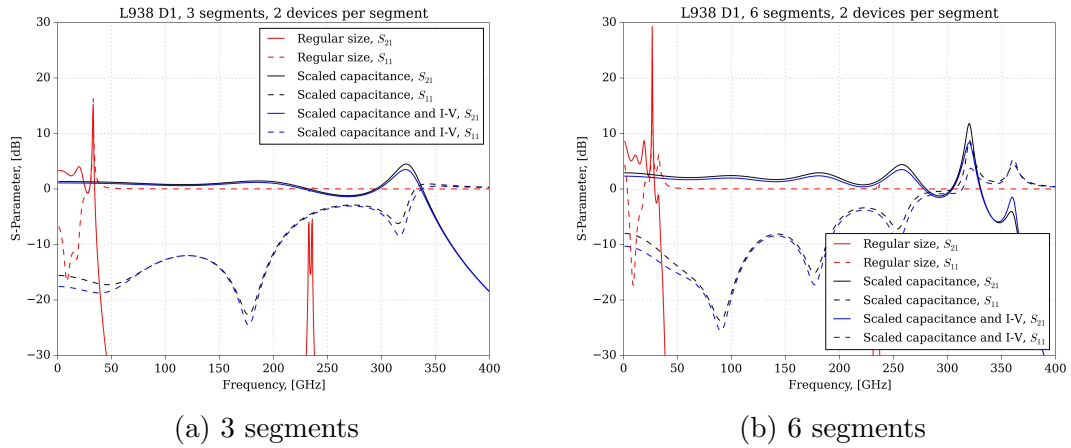 L938 D1, 3 segments, 2 devices per segment
30
20
10
0
−10
−20
−30
S-Parameter, [dB]
0 50 100 150 200 250 300 350 400
Frequency, [GHz]
Regular size, S21
Regular size, S11
Scaled capacitance, S21
Scaled capacitance, S11
Scaled capacitance and I-V, S21
Scaled capacitance and I-V, S11
(a) 3 segments
L938 D1, 6 segments, 2 devices per segment
30
20
10
0
−10
−20
−30
S-Parameter, [dB]
0 50 100 150 200 250 300 350 400
Frequency, [GHz]
Regular size, S21
Regular size, S11
Scaled capacitance, S21
Scaled capacitance, S11
Scaled capacitance and I-V, S21
Scaled capacitance and I-V, S11
(b) 6 segments